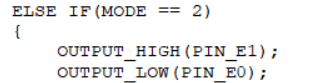 ELSE IF(MODE == 2)
{
OUTPUT_HIGH(PIN_E1);
OUTPUT_LOW(PIN_E0);